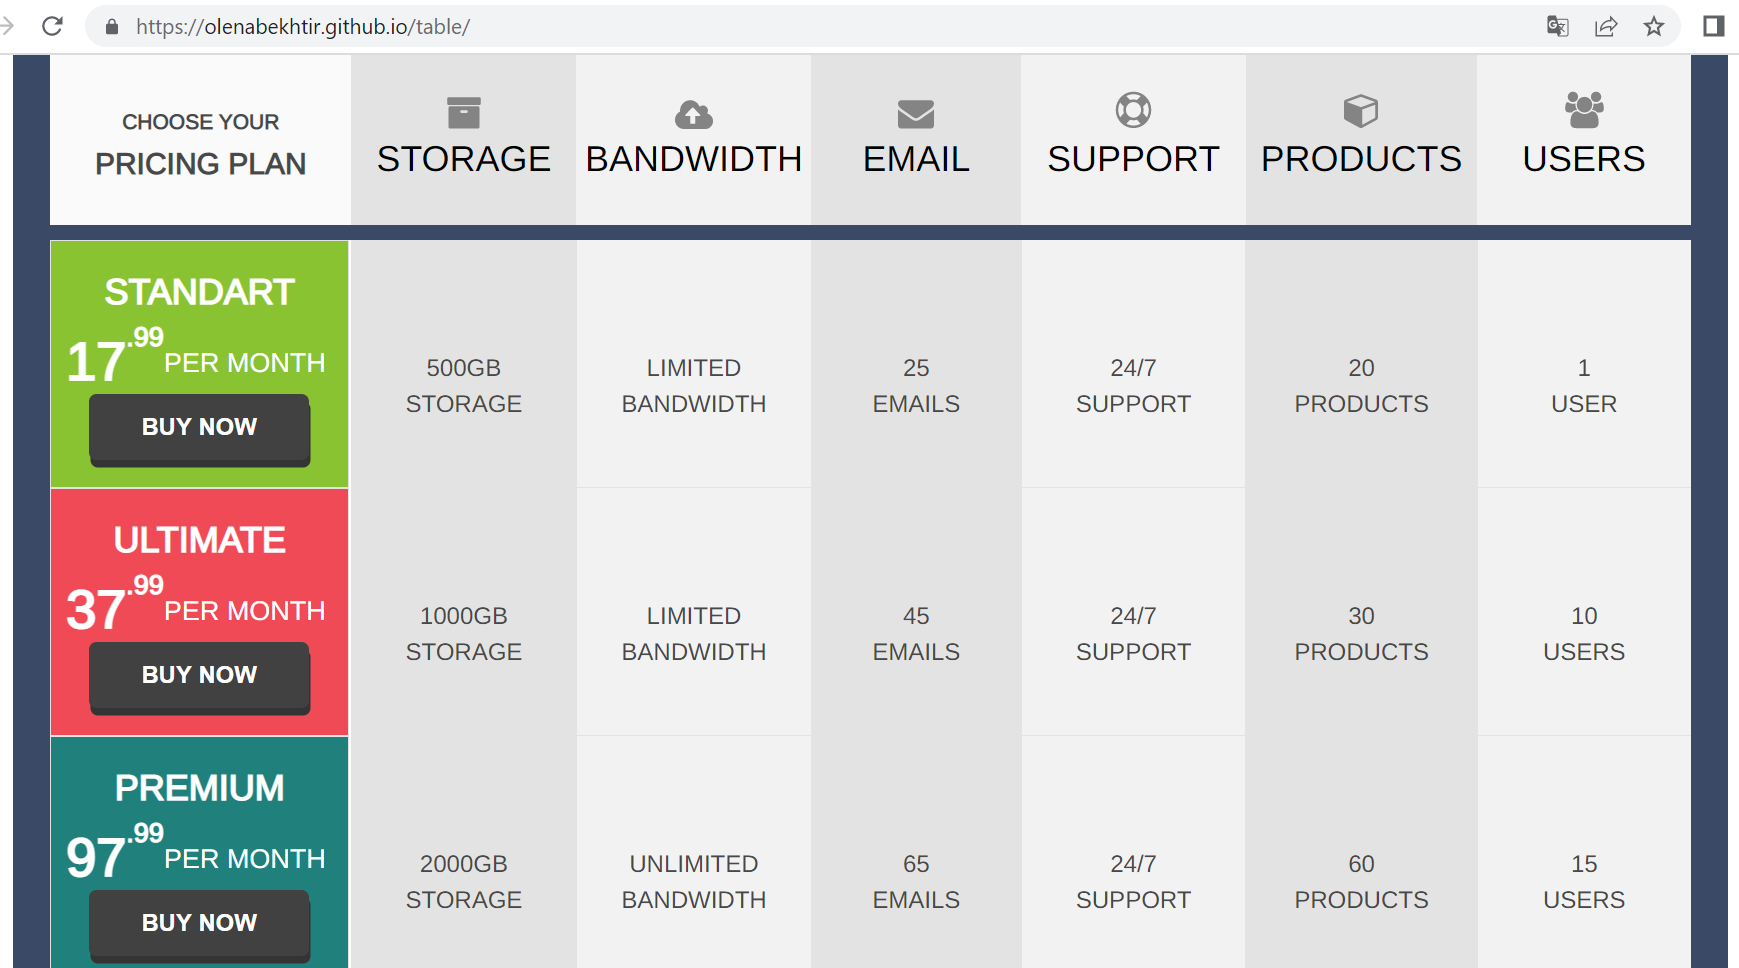 https://olenabekhtir.github.io/table/
CHOOSE YOUR
PRICING PLAN
STORAGE
BANDWIDTH
EMAIL
SUPPORT
PRODUCTS
USERS
STANDART
17.99 PER MONTH
BUY NOW
500GB
STORAGE
LIMITED
BANDWIDTH
25
EMAILS
24/7
SUPPORT
20
PRODUCTS
1
USER
ULTIMATE
37.99 PER MONTH
BUY NOW
1000GB
STORAGE
LIMITED
BANDWIDTH
45
EMAILS
24/7
SUPPORT
30
PRODUCTS
10
USERS
PREMIUM
97.99 PER MONTH
BUY NOW
2000GB
STORAGE
UNLIMITED
BANDWIDTH
65
EMAILS
24/7
SUPPORT
60
PRODUCTS
15
USERS